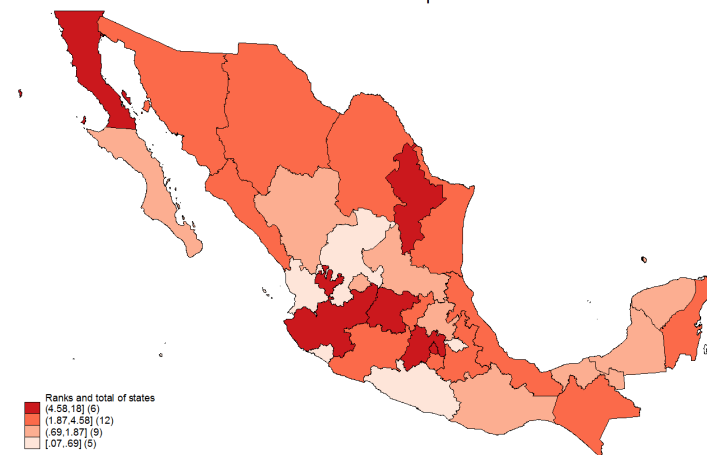 Ranks and total of states
(4.58,18] (6)
(1.87,4.58] (12)
(.69,1.87] (9)
[.07,.69] (5)